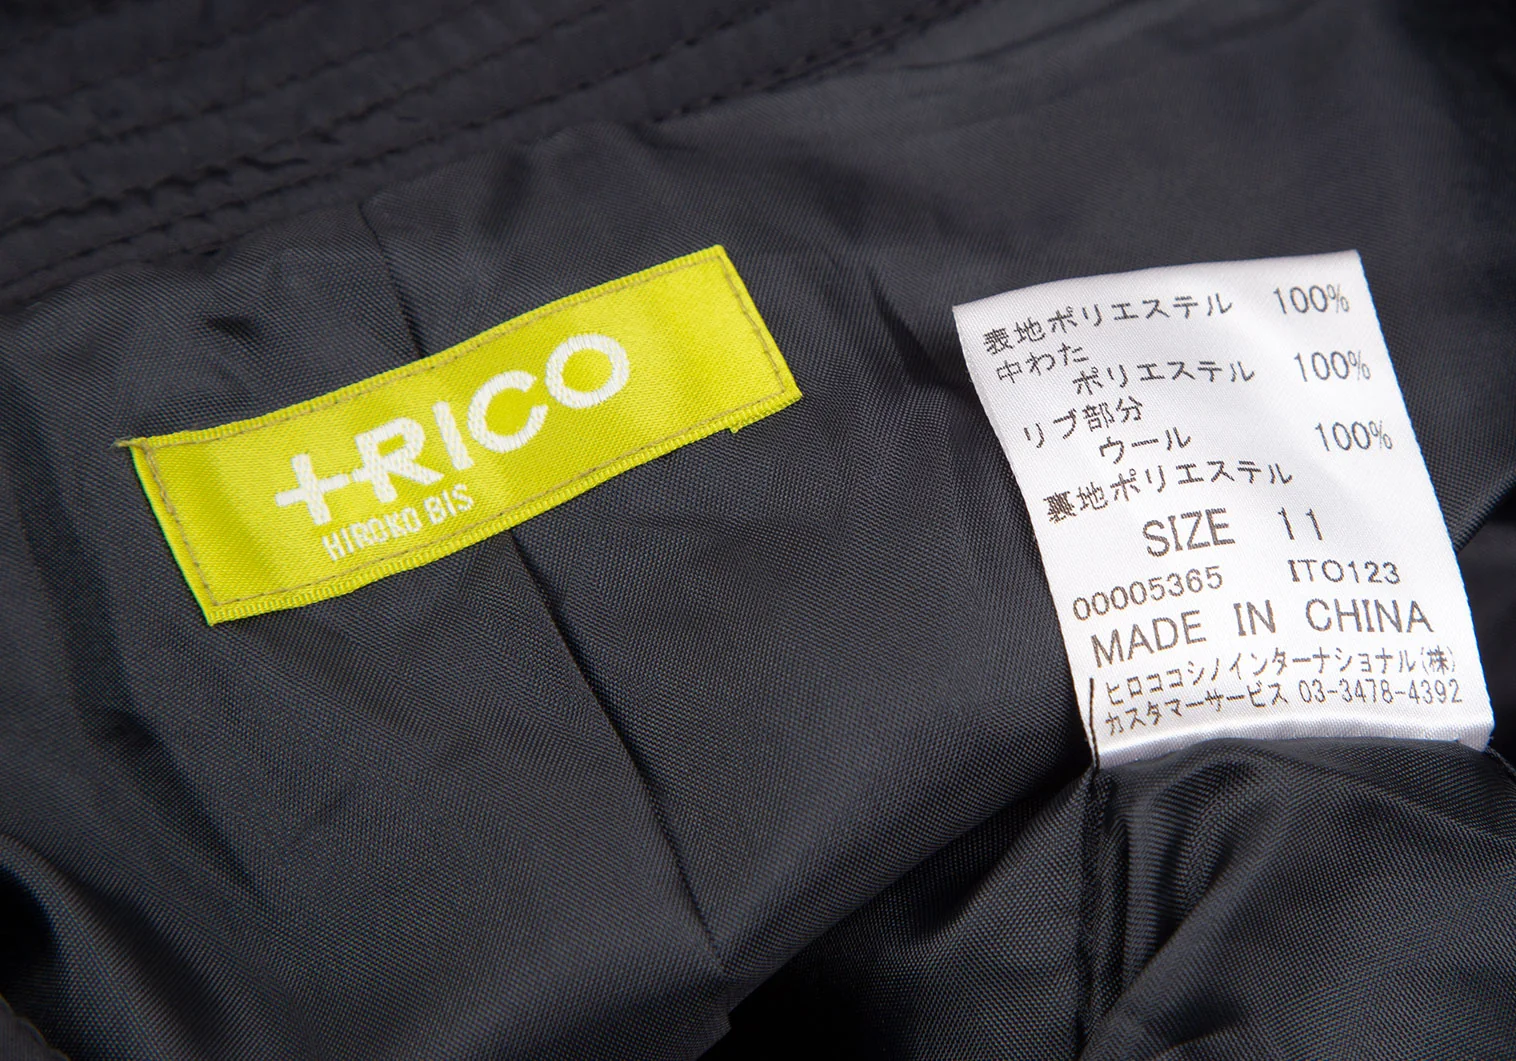 +RICO
HIROKO BIS
表地ポリエステル 100%
中わた
ポリエステル 100%
リブ部分
ウール 100%
裏地ポリエステル
SIZE 11
00005365 ITO123
MADE IN CHINA
ヒロココシノインターナショナル(株)
カスタマーサービス 03-3478-4392